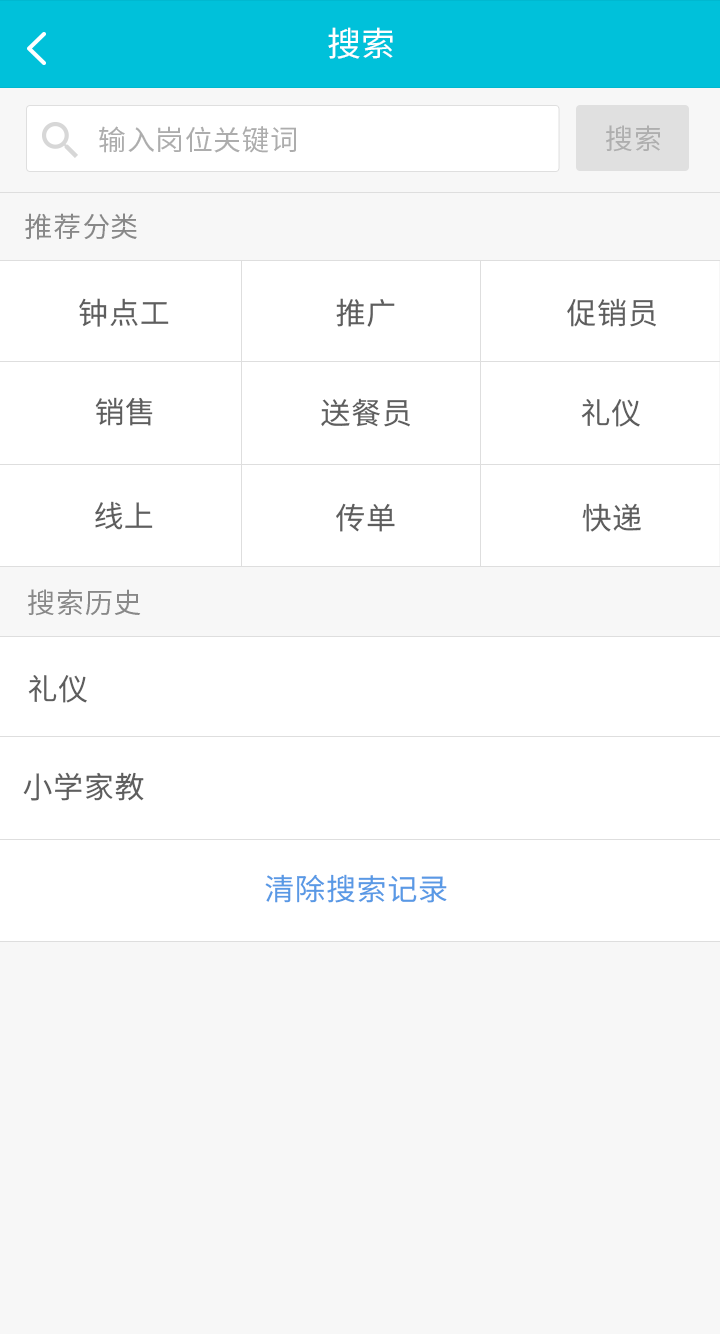 搜索
输入岗位关键词 搜索
推荐分类
钟点工 推广 促销员
销售 送餐员 礼仪
线上 传单 快递
搜索历史
礼仪
小学家教
清除搜索记录